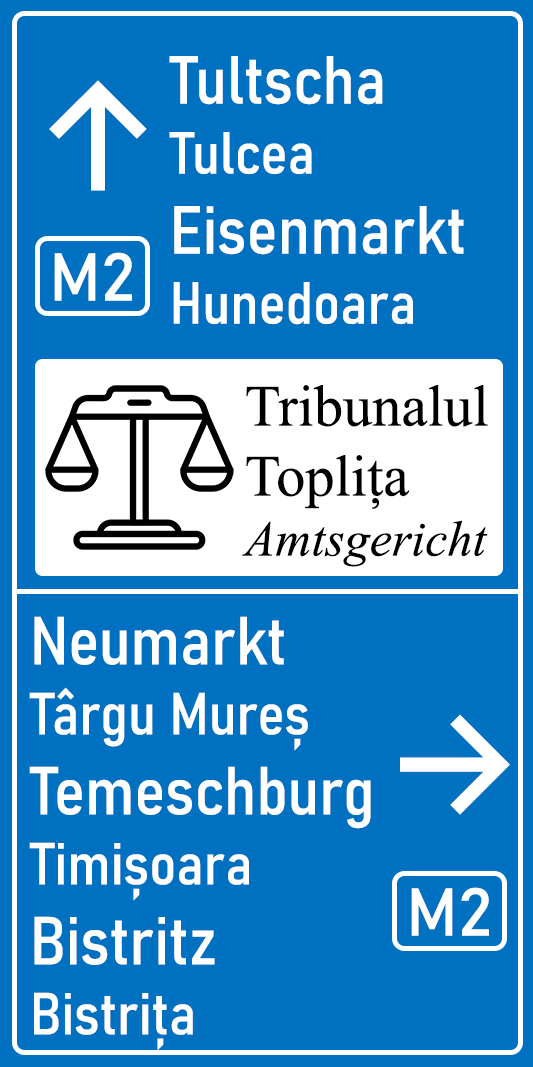 Tultscha
Tulcea
Eisenmarkt
Hunedoara
M2
Tribunalul
Toplița
Amtsgericht
Neumarkt
Târgu Mureș
Temeschburg
Timișoara
Bistritz
Bistrița
M2